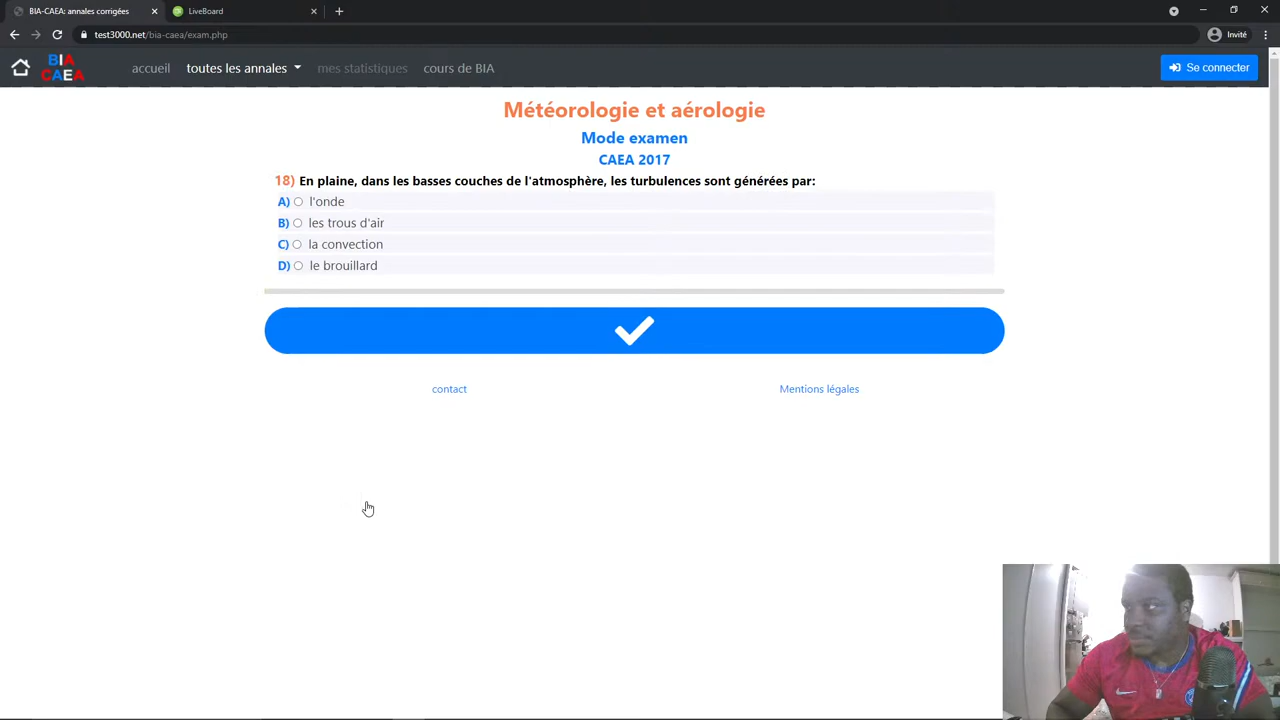 BIA-CAEA: annales corrigées
LiveBoard
test3000.net/bia-caea/exam.php
Invité
BIA
CAEA
accueil
toutes les annales
mes statistiques
cours de BIA
Se connecter
Météorologie et aérologie
Mode examen
CAEA 2017
18) En plaine, dans les basses couches de l'atmosphère, les turbulences sont générées par:
A) l'onde
B) les trous d'air
C) la convection
D) le brouillard
contact
Mentions légales